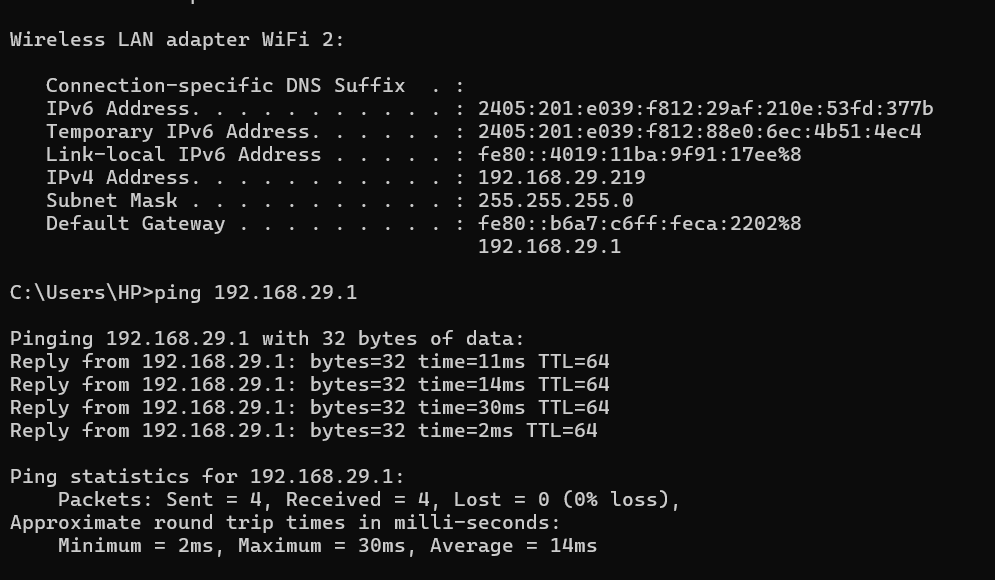 Wireless LAN adapter WiFi 2:
Connection-specific DNS Suffix  . :
IPv6 Address. . . . . . . . . . . : 2405:201:e039:f812:29af:210e:53fd:377b
Temporary IPv6 Address. . . . . . : 2405:201:e039:f812:88e0:6ec:4b51:4ec4
Link-local IPv6 Address . . . . . : fe80::4019:11ba:9f91:17ee%8
IPv4 Address. . . . . . . . . . . : 192.168.29.219
Subnet Mask . . . . . . . . . . . : 255.255.255.0
Default Gateway . . . . . . . . . : fe80::b6a7:c6ff:feca:2202%8
192.168.29.1
C:\Users\HP>ping 192.168.29.1
Pinging 192.168.29.1 with 32 bytes of data:
Reply from 192.168.29.1: bytes=32 time=11ms TTL=64
Reply from 192.168.29.1: bytes=32 time=14ms TTL=64
Reply from 192.168.29.1: bytes=32 time=30ms TTL=64
Reply from 192.168.29.1: bytes=32 time=2ms TTL=64
Ping statistics for 192.168.29.1:
Packets: Sent = 4, Received = 4, Lost = 0 (0% loss),
Approximate round trip times in milli-seconds:
Minimum = 2ms, Maximum = 30ms, Average = 14ms